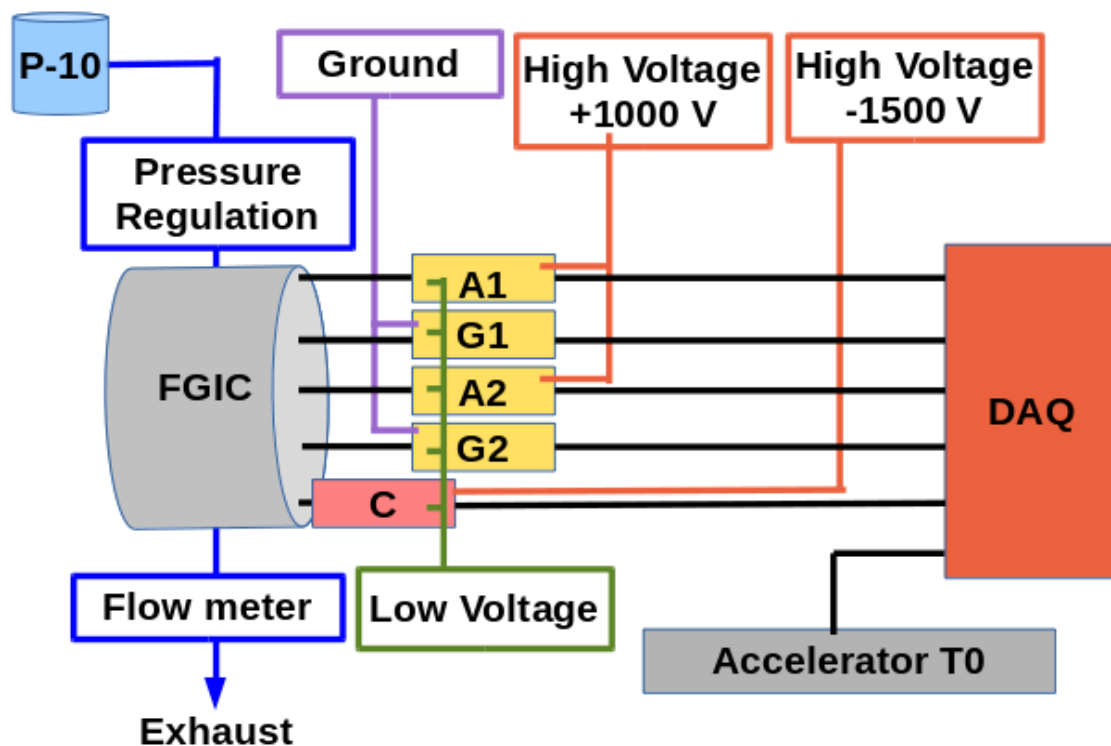 P-10
Ground
High Voltage
+1000 V
High Voltage
-1500 V
Pressure
Regulation
A1
G1
FGIC
A2
DAQ
G2
C
Flow meter
Low Voltage
Accelerator T0
Exhaust